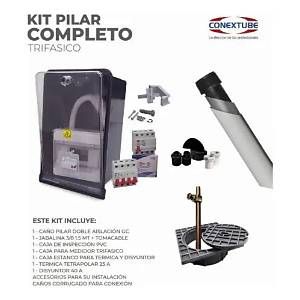 KIT PILAR
COMPLETO
TRIFASICO
CONEXTUBE
ESTE KIT INCLUYE:
1 - CAÑO PILAR DOBLE AISLACIÓN GC
1 - JABALINA 3/8 1.5 MT + TOMACABLE
1 - CAJA DE INSPECCIÓN PVC
1 - CAJA PARA MEDIDOR TRIFASICO
1 - CAJA ESTANCO PARA TERMICA Y DISYUNTOR
1 - TERMICA TETRAPOLAR 25 A
1 - DISYUNTOR 40 A
ACCESORIOS PARA SU INSTALACIÓN
CAÑOS CORRUGADO PARA CONEXIÓN